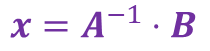 x = A⁻¹ · B